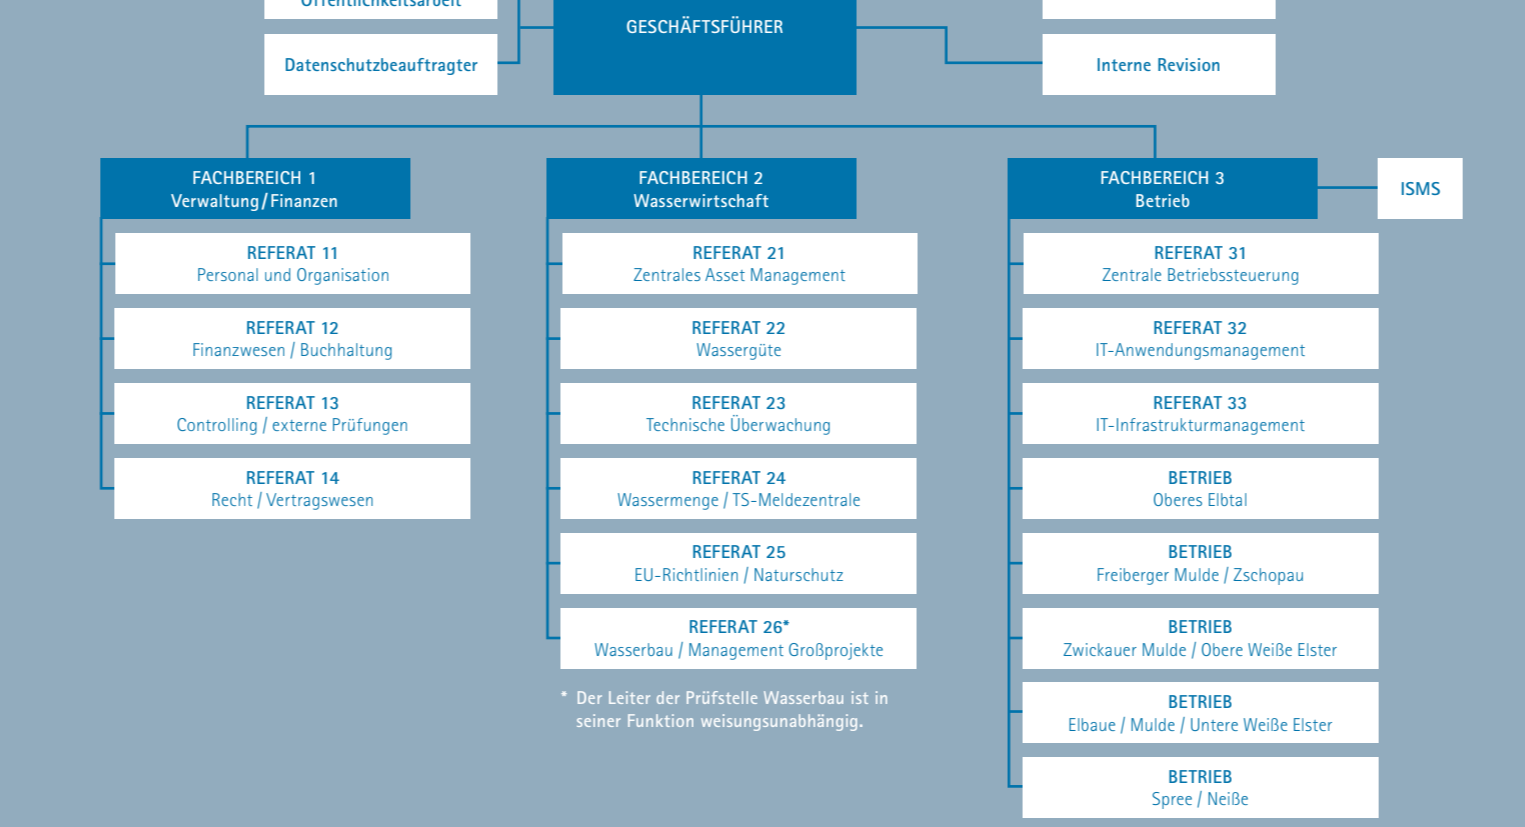 Öffentlichkeitsarbeit
GESCHÄFTSFÜHRER
Datenschutzbeauftragter
Interne Revision
FACHBEREICH 1
Verwaltung/Finanzen
REFERAT 11
Personal und Organisation
REFERAT 12
Finanzwesen / Buchhaltung
REFERAT 13
Controlling / externe Prüfungen
REFERAT 14
Recht / Vertragswesen
FACHBEREICH 2
Wasserwirtschaft
REFERAT 21
Zentrales Asset Management
REFERAT 22
Wassergüte
REFERAT 23
Technische Überwachung
REFERAT 24
Wassermenge / TS-Meldezentrale
REFERAT 25
EU-Richtlinien / Naturschutz
REFERAT 26*
Wasserbau / Management Großprojekte
* Der Leiter der Prüfstelle Wasserbau ist in
seiner Funktion weisungsunabhängig.
FACHBEREICH 3
Betrieb
ISMS
REFERAT 31
Zentrale Betriebssteuerung
REFERAT 32
IT-Anwendungsmanagement
REFERAT 33
IT-Infrastrukturmanagement
BETRIEB
Oberes Elbtal
BETRIEB
Freiberger Mulde / Zschopau
BETRIEB
Zwickauer Mulde / Obere Weiße Elster
BETRIEB
Elbaue / Mulde / Untere Weiße Elster
BETRIEB
Spree / Neiße